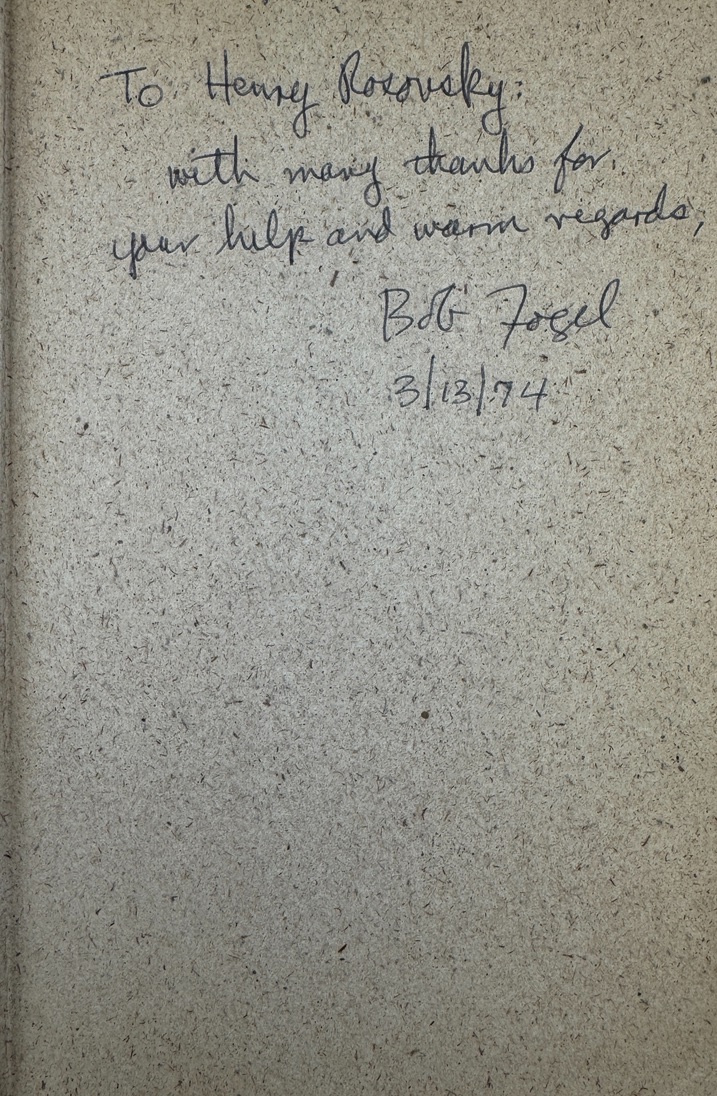 To Henry Rosovsky:
with many thanks for
your help and warm regards,
Bob Fogel
3/13/74